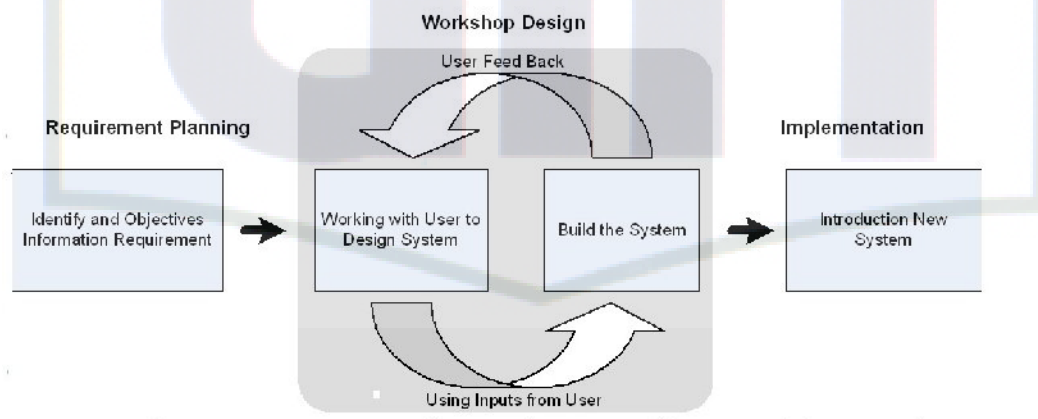 Workshop Design
User Feed Back
Requirement Planning
Implementation
Identify and Objectives
Information Requirement
Working with User to
Design System
Build the System
Introduction New
System
Using Inputs from User